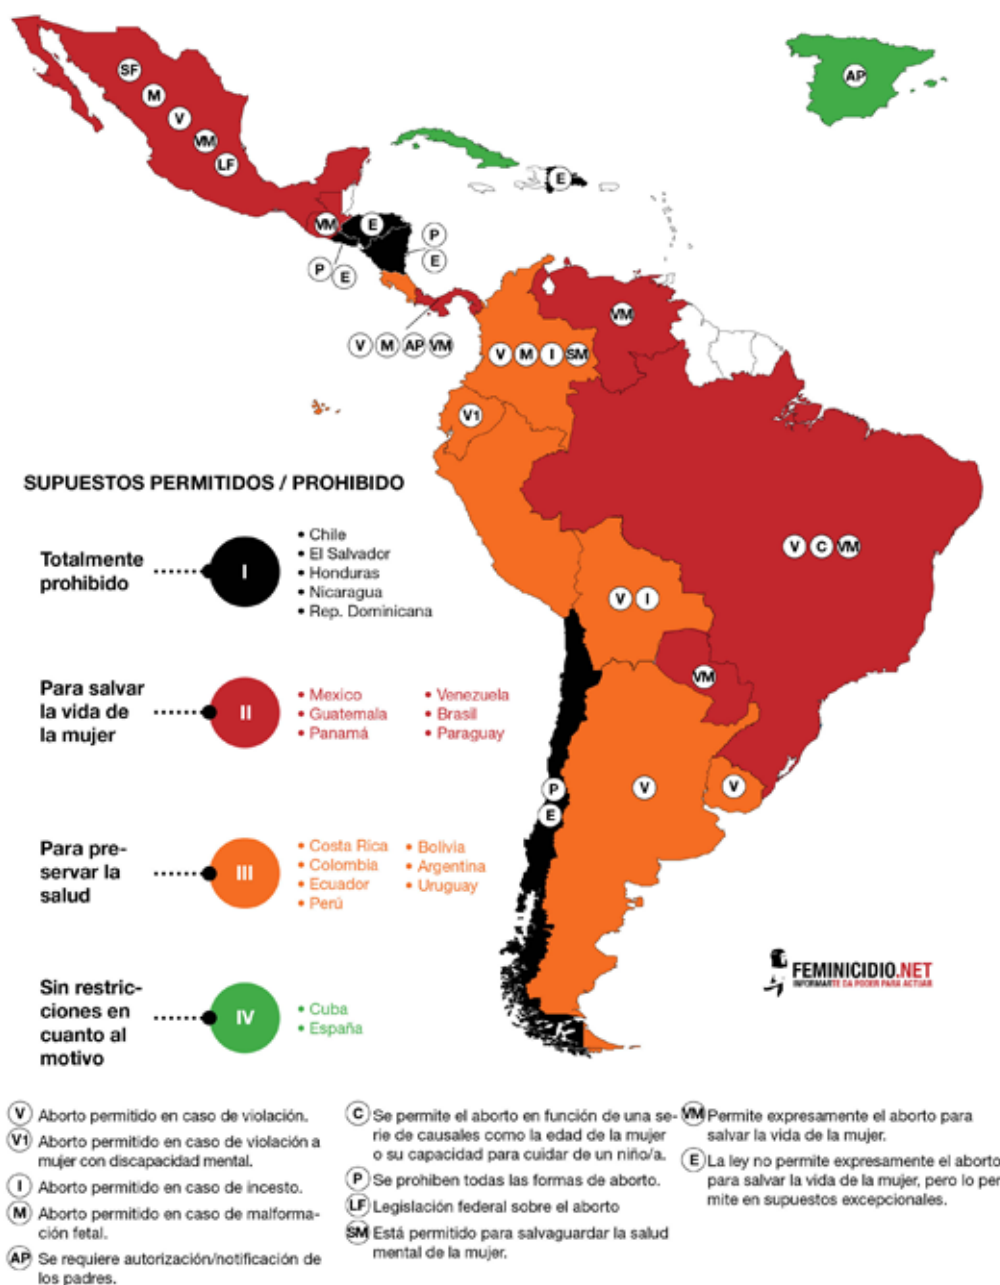 SF
M
V
VM
LF
AP
E
VM
E
P
E
P
E
V M AP VM
VM
V M I SM
V1
SUPUESTOS PERMITIDOS / PROHIBIDO
Totalmente
prohibido
I
• Chile
• El Salvador
• Honduras
• Nicaragua
• Rep. Dominicana
V C VM
V I
Para salvar
la vida de
la mujer
II
• Mexico
• Guatemala
• Panamá
• Venezuela
• Brasil
• Paraguay
VM
P
E
V
V
Para pre-
servar la
salud
III
• Costa Rica
• Colombia
• Ecuador
• Perú
• Bolivia
• Argentina
• Uruguay
FEMINICIDIO.NET
INFORMARTE DA PODER PARA ACTUAR
Sin restric-
ciones en
cuanto al
motivo
IV
• Cuba
• España
V Aborto permitido en caso de violación.
V1 Aborto permitido en caso de violación a
mujer con discapacidad mental.
I Aborto permitido en caso de incesto.
M Aborto permitido en caso de malforma-
ción fetal.
AP Se requiere autorización/notificación de
los padres.
C Se permite el aborto en función de una se-
rie de causales como la edad de la mujer
o su capacidad para cuidar de un niño/a.
P Se prohiben todas las formas de aborto.
LF Legislación federal sobre el aborto
SM Está permitido para salvaguardar la salud
mental de la mujer.
VM Permite expresamente el aborto para
salvar la vida de la mujer.
E La ley no permite expresamente el aborto
para salvar la vida de la mujer, pero lo per
mite en supuestos excepcionales.